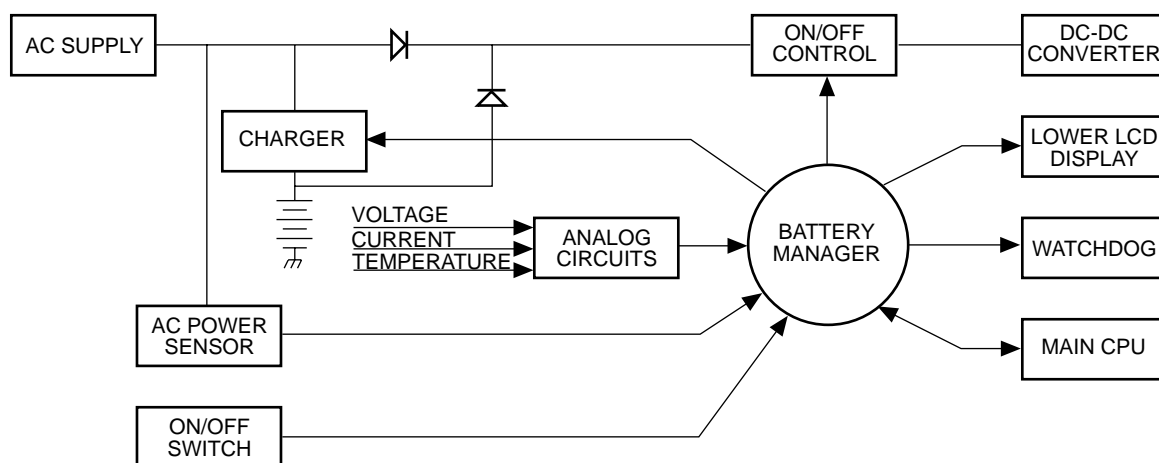 AC SUPPLY
ON/OFF
CONTROL
DC-DC
CONVERTER
CHARGER
LOWER LCD
DISPLAY
VOLTAGE
CURRENT
TEMPERATURE
ANALOG
CIRCUITS
BATTERY
MANAGER
WATCHDOG
AC POWER
SENSOR
MAIN CPU
ON/OFF
SWITCH